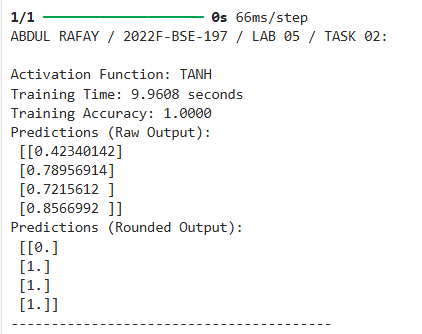 1/1 ━━━━━━━━━━━━━━━━━━━━ 0s 66ms/step
ABDUL RAFAY / 2022F-BSE-197 / LAB 05 / TASK 02:
Activation Function: TANH
Training Time: 9.9608 seconds
Training Accuracy: 1.0000
Predictions (Raw Output):
[[0.42340142]
[0.78956914]
[0.7215612 ]
[0.8566992 ]]
Predictions (Rounded Output):
[[0.]
[1.]
[1.]
[1.]]
----------------------------------------